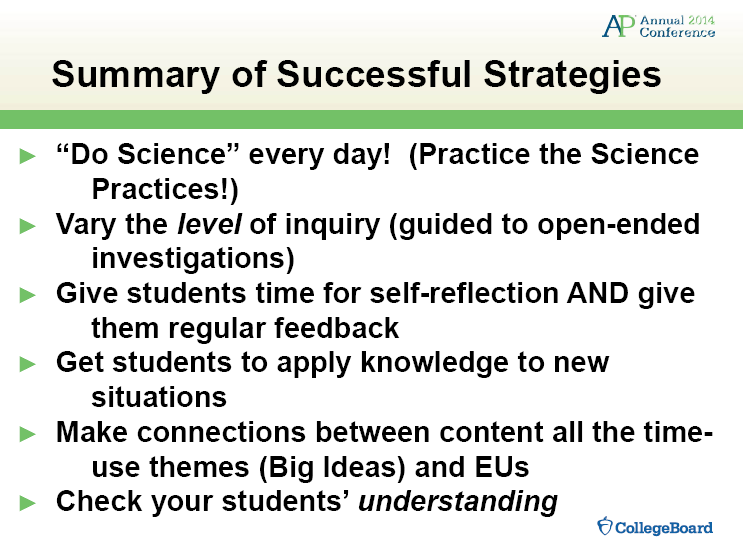 AP Annual 2014
Conference
Summary of Successful Strategies
► “Do Science” every day!  (Practice the Science
Practices!)
► Vary the level of inquiry (guided to open-ended
investigations)
► Give students time for self-reflection AND give
them regular feedback
► Get students to apply knowledge to new
situations
► Make connections between content all the time-
use themes (Big Ideas) and EUs
► Check your students’ understanding
CollegeBoard